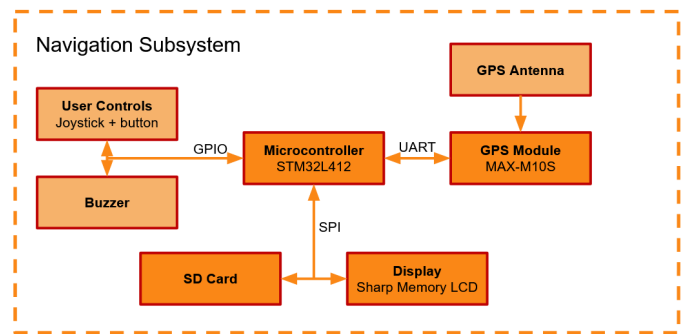 Navigation Subsystem
GPS Antenna
User Controls
Joystick + button
GPIO
Microcontroller
STM32L412
UART
GPS Module
MAX-M10S
Buzzer
SPI
SD Card
Display
Sharp Memory LCD